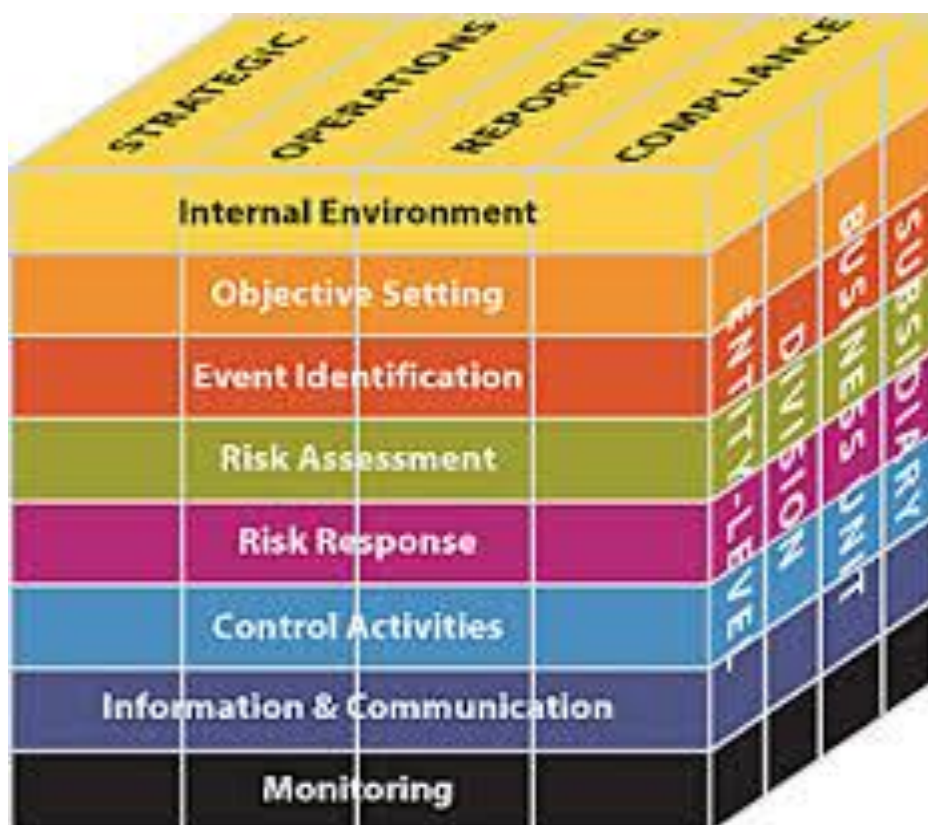 STRATEGIC
OPERATIONS
REPORTING
COMPLIANCE
Internal Environment
Objective Setting
Event Identification
Risk Assessment
Risk Response
Control Activities
Information & Communication
Monitoring
ENTITY-LEVEL
DIVISION
BUSINESS UNIT
SUBSIDIARY